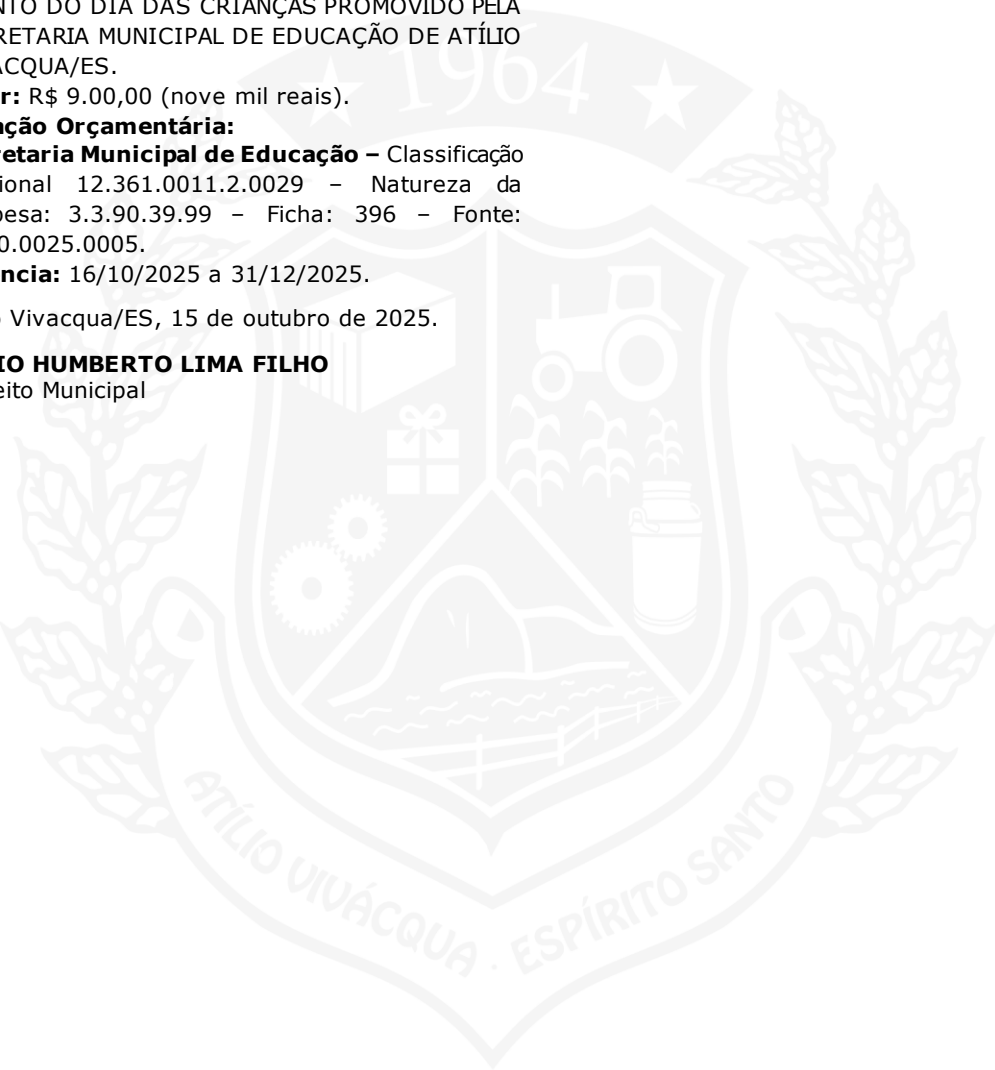 NTO DO DIA DAS CRIANÇAS PROMOVIDO PELA
RETARIA MUNICIPAL DE EDUCAÇÃO DE ATÍLIO
ACQUA/ES.
r: R$ 9.00,00 (nove mil reais).
ação Orçamentária:
retaria Municipal de Educação – Classificação
ional 12.361.0011.2.0029 – Natureza da
pesa: 3.3.90.39.99 – Ficha: 396 – Fonte:
0.0025.0005.
ncia: 16/10/2025 a 31/12/2025.
o Vivacqua/ES, 15 de outubro de 2025.
IO HUMBERTO LIMA FILHO
eito Municipal
1964
ATÍLIO VIVÁCQUA . ESPÍRITO SANTO